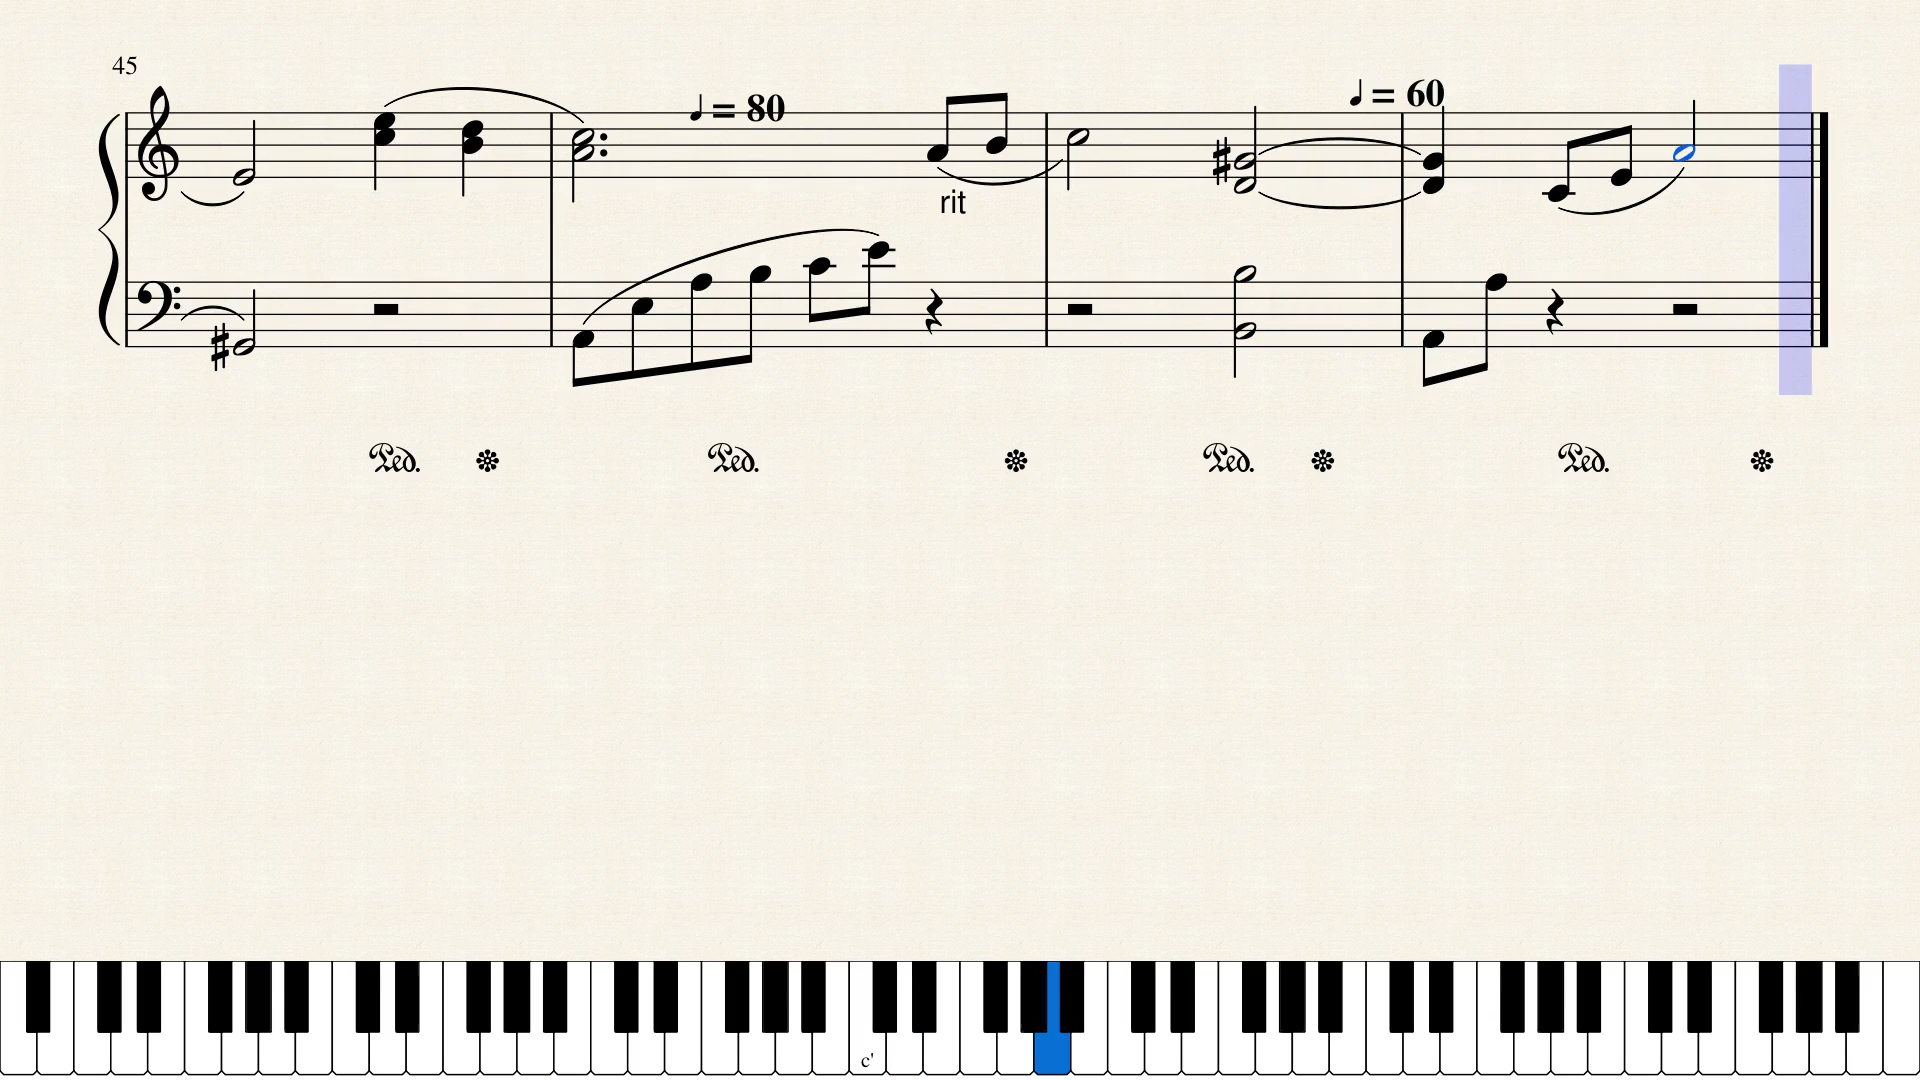 45
♩ = 80
♩ = 60
rit
Ped. Ped. Ped. Ped.
c'